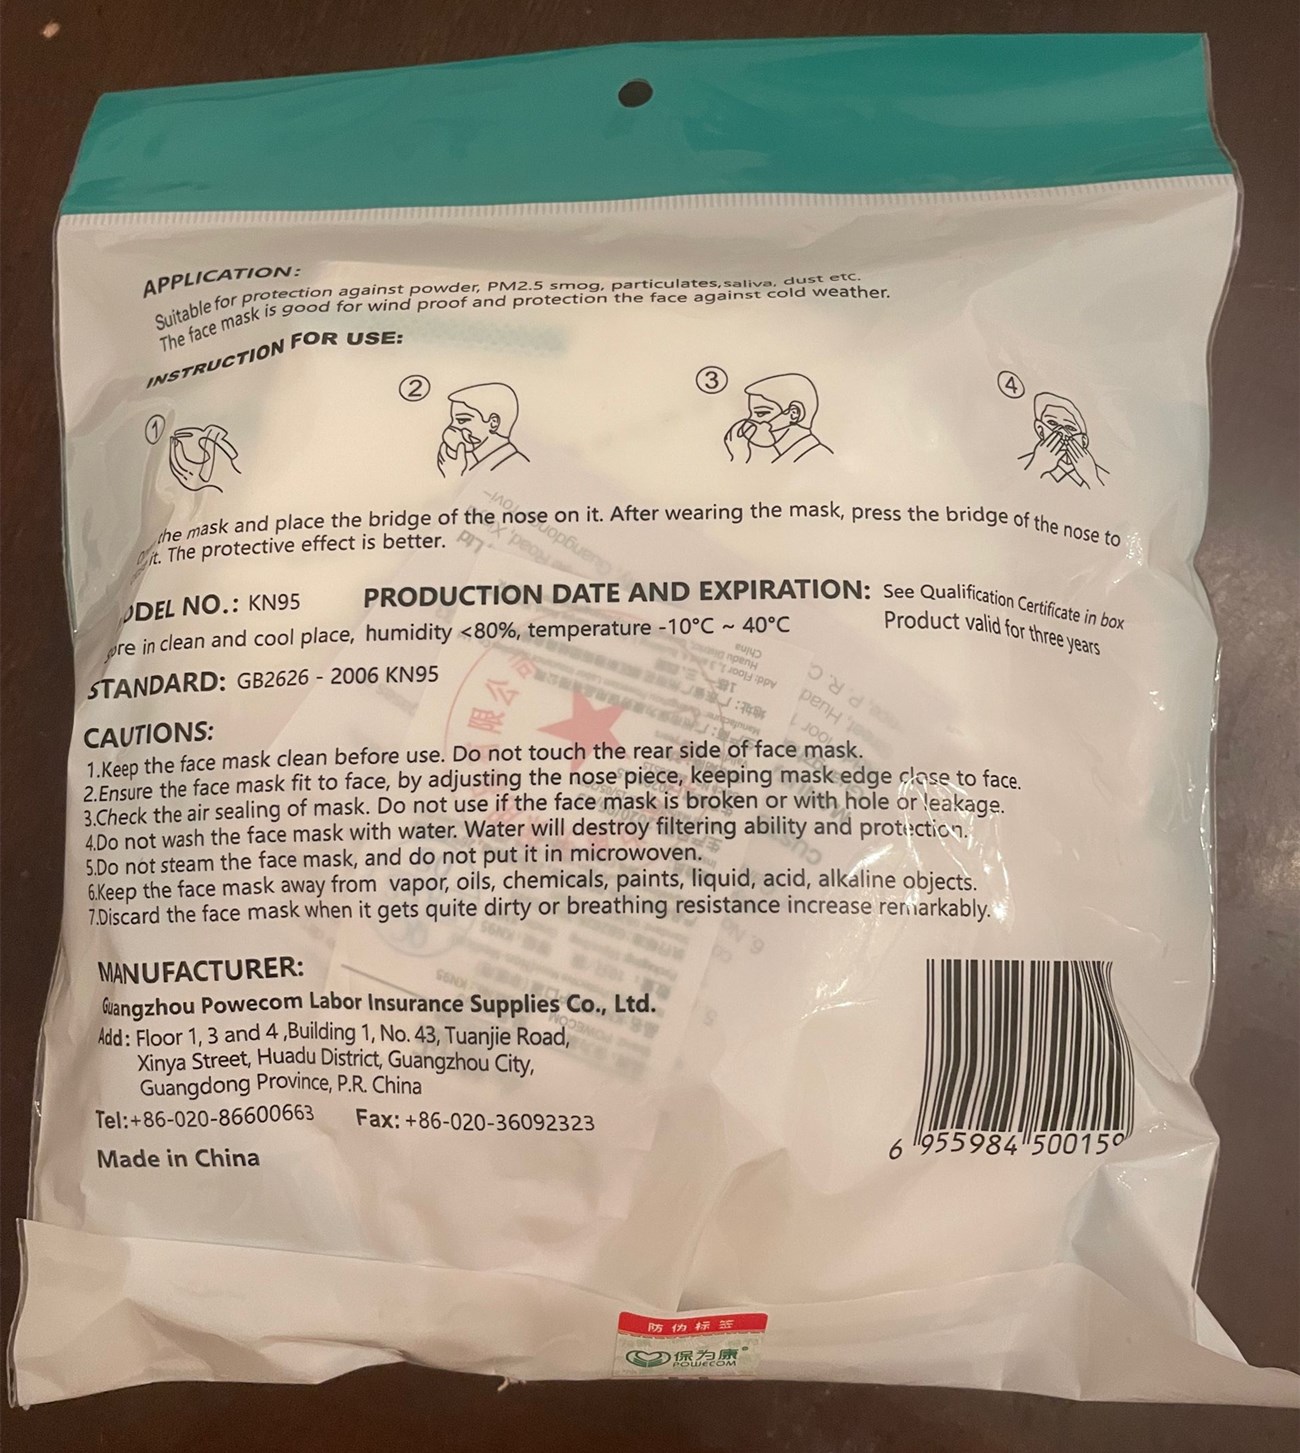 APPLICATION:
Suitable for protection against powder, PM2.5 smog, particulates, saliva, dust etc.
The face mask is good for wind proof and protection the face against cold weather.
INSTRUCTION FOR USE:
① ② ③ ④
the mask and place the bridge of the nose on it. After wearing the mask, press the bridge of the nose to
it. The protective effect is better.
ODEL NO.: KN95 PRODUCTION DATE AND EXPIRATION: See Qualification Certificate in box
Product valid for three years
ore in clean and cool place, humidity <80%, temperature -10°C ~ 40°C
STANDARD: GB2626 - 2006 KN95
CAUTIONS:
1.Keep the face mask clean before use. Do not touch the rear side of face mask.
2.Ensure the face mask fit to face, by adjusting the nose piece, keeping mask edge close to face.
3.Check the air sealing of mask. Do not use if the face mask is broken or with hole or leakage.
4.Do not wash the face mask with water. Water will destroy filtering ability and protection.
5.Do not steam the face mask, and do not put it in microwoven.
6.Keep the face mask away from vapor, oils, chemicals, paints, liquid, acid, alkaline objects.
7.Discard the face mask when it gets quite dirty or breathing resistance increase remarkably.
MANUFACTURER:
Guangzhou Powecom Labor Insurance Supplies Co., Ltd.
Add: Floor 1, 3 and 4 ,Building 1, No. 43, Tuanjie Road,
Xinya Street, Huadu District, Guangzhou City,
Guangdong Province, P.R. China
Tel:+86-020-86600663 Fax: +86-020-36092323
Made in China
6 955984 500159
防伪标签
保为康®
POWECOM